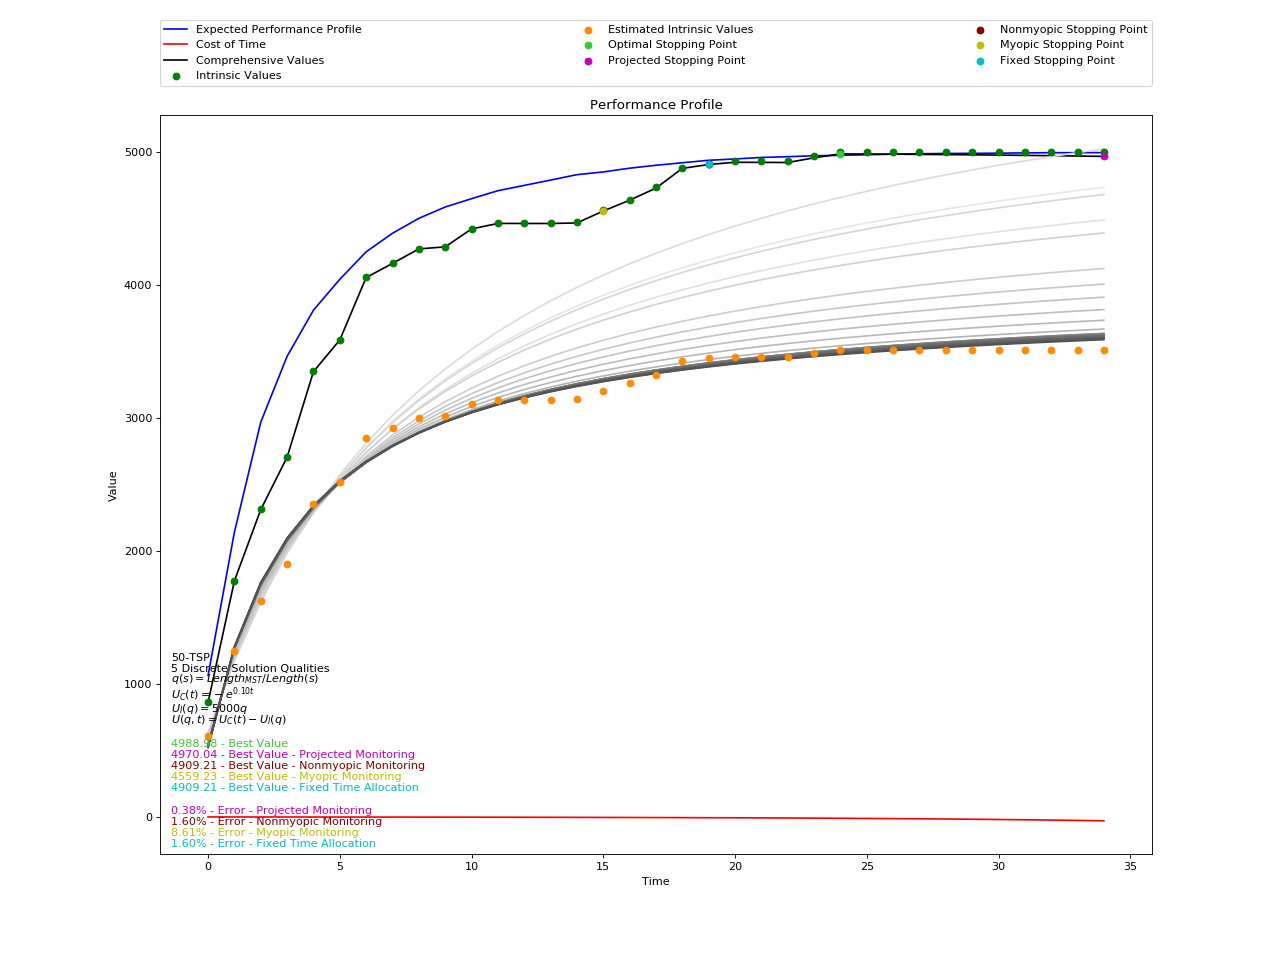 Expected Performance Profile
Cost of Time
Comprehensive Values
Intrinsic Values
Estimated Intrinsic Values
Optimal Stopping Point
Projected Stopping Point
Nonmyopic Stopping Point
Myopic Stopping Point
Fixed Stopping Point
Performance Profile
5000
4000
3000
2000
1000
0
Value
50-TSP
5 Discrete Solution Qualities
q(s) = Length_{MST}/Length(s)
U_C(t) = − e^{0.10t}
U_I(q) = 5000q
U(q, t) = U_C(t) − U_I(q)
4988.98 - Best Value
4970.04 - Best Value - Projected Monitoring
4909.21 - Best Value - Nonmyopic Monitoring
4559.23 - Best Value - Myopic Monitoring
4909.21 - Best Value - Fixed Time Allocation
0.38% - Error - Projected Monitoring
1.60% - Error - Nonmyopic Monitoring
8.61% - Error - Myopic Monitoring
1.60% - Error - Fixed Time Allocation
0 5 10 15 20 25 30 35
Time